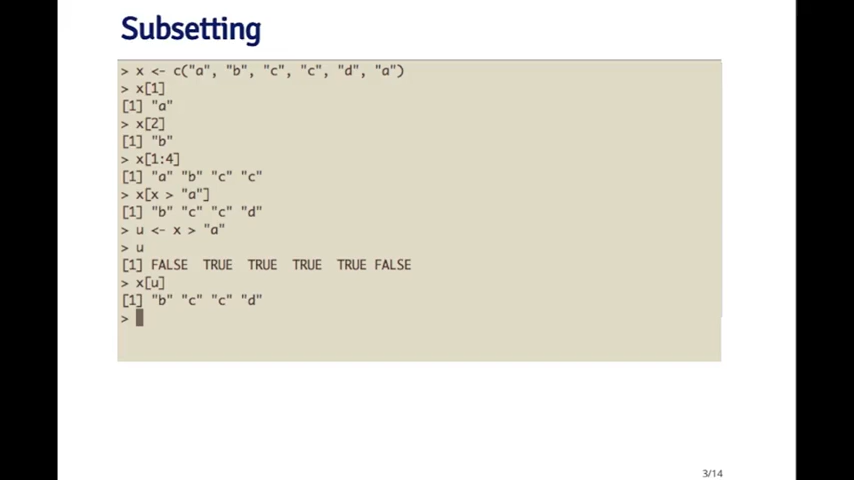 Subsetting
> x <- c("a", "b", "c", "c", "d", "a")
> x[1]
[1] "a"
> x[2]
[1] "b"
> x[1:4]
[1] "a" "b" "c" "c"
> x[x > "a"]
[1] "b" "c" "c" "d"
> u <- x > "a"
> u
[1] FALSE  TRUE  TRUE  TRUE  TRUE FALSE
> x[u]
[1] "b" "c" "c" "d"
>
3/14